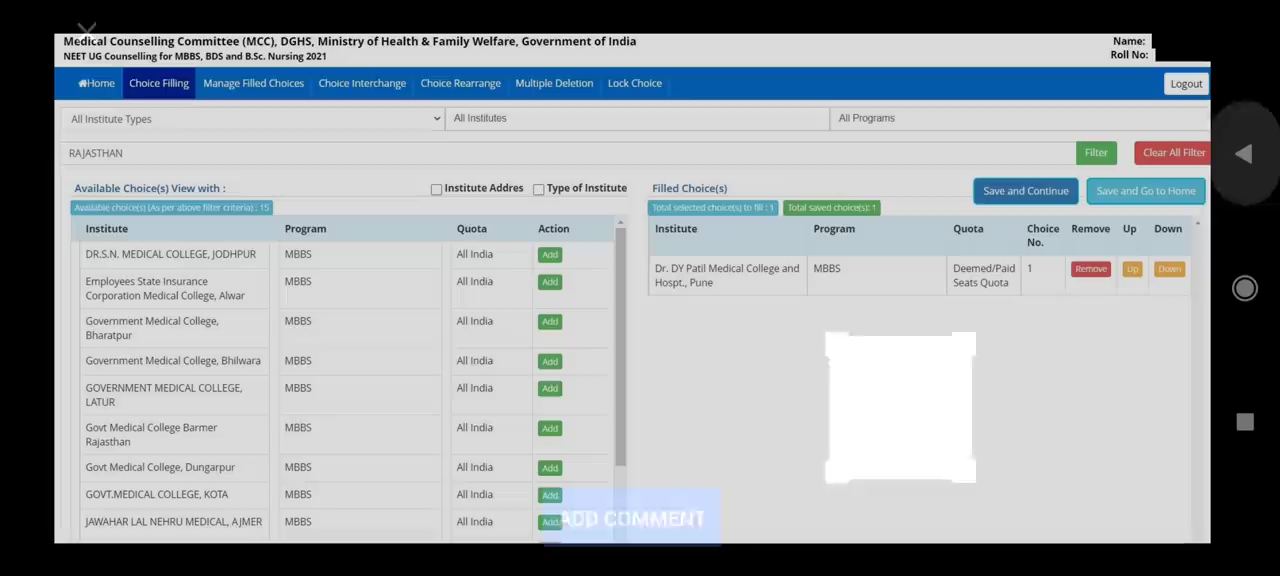 Medical Counselling Committee (MCC), DGHS, Ministry of Health & Family Welfare, Government of India
NEET UG Counselling for MBBS, BDS and B.Sc. Nursing 2021
Name:
Roll No:
Home Choice Filling Manage Filled Choices Choice Interchange Choice Rearrange Multiple Deletion Lock Choice Logout
All Institute Types All Institutes All Programs
RAJASTHAN Filter Clear All Filter
Available Choice(s) View with : Institute Addres Type of Institute
Available choice(s) (As per above filter criteria) : 15
Institute Program Quota Action
DR.S.N. MEDICAL COLLEGE, JODHPUR MBBS All India Add
Employees State Insurance MBBS All India Add
Corporation Medical College, Alwar
Government Medical College, MBBS All India Add
Bharatpur
Government Medical College, Bhilwara MBBS All India Add
GOVERNMENT MEDICAL COLLEGE, MBBS All India Add
LATUR
Govt Medical College Barmer MBBS All India Add
Rajasthan
Govt Medical College, Dungarpur MBBS All India Add
GOVT.MEDICAL COLLEGE, KOTA MBBS All India Add
JAWAHAR LAL NEHRU MEDICAL, AJMER MBBS All India Add
Filled Choice(s) Save and Continue Save and Go to Home
Total selected choice(s) to fill : 1 Total saved choice(s): 1
Institute Program Quota Choice Remove Up Down
No.
Dr. DY Patil Medical College and MBBS Deemed/Paid 1 Remove Up Down
Hospt., Pune Seats Quota
ADD COMMENT